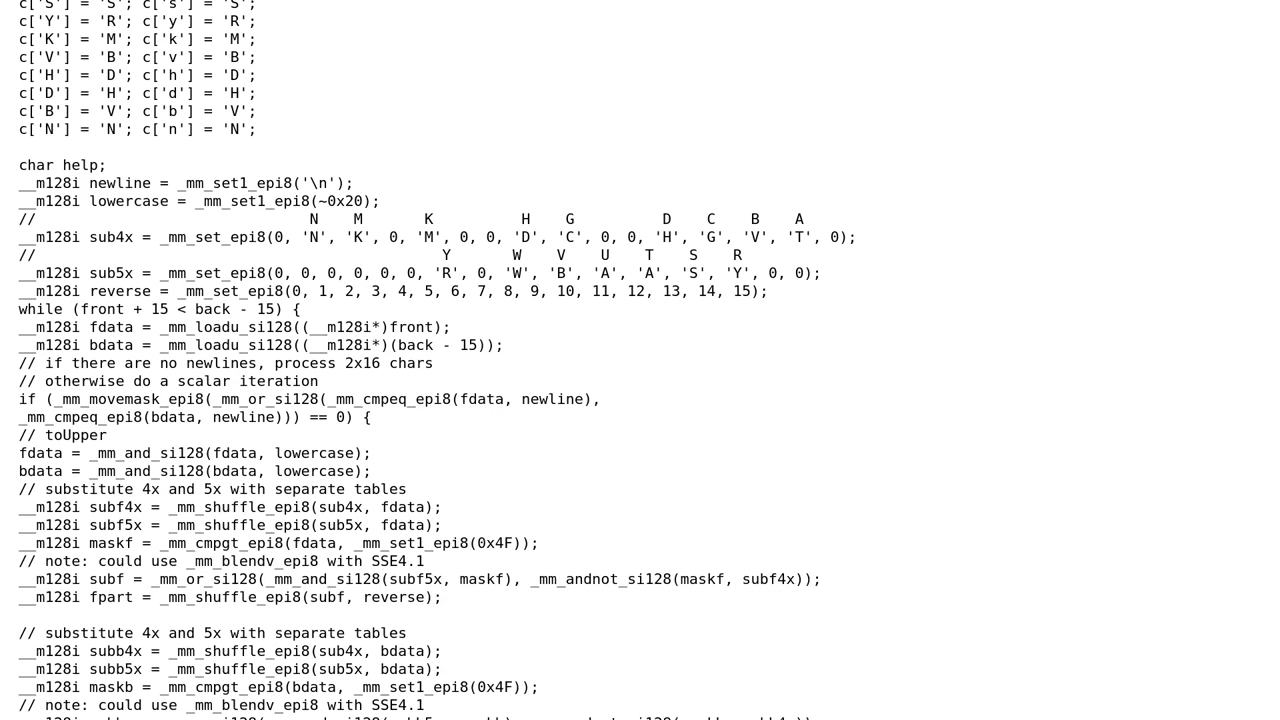 c['S'] = 'S'; c['s'] = 'S';
c['Y'] = 'R'; c['y'] = 'R';
c['K'] = 'M'; c['k'] = 'M';
c['V'] = 'B'; c['v'] = 'B';
c['H'] = 'D'; c['h'] = 'D';
c['D'] = 'H'; c['d'] = 'H';
c['B'] = 'V'; c['b'] = 'V';
c['N'] = 'N'; c['n'] = 'N';

char help;
__m128i newline = _mm_set1_epi8('\n');
__m128i lowercase = _mm_set1_epi8(~0x20);
//                               N    M       K          H    G          D    C    B    A
__m128i sub4x = _mm_set_epi8(0, 'N', 'K', 0, 'M', 0, 0, 'D', 'C', 0, 0, 'H', 'G', 'V', 'T', 0);
//                                              Y       W    V    U    T    S    R
__m128i sub5x = _mm_set_epi8(0, 0, 0, 0, 0, 0, 'R', 0, 'W', 'B', 'A', 'A', 'S', 'Y', 0, 0);
__m128i reverse = _mm_set_epi8(0, 1, 2, 3, 4, 5, 6, 7, 8, 9, 10, 11, 12, 13, 14, 15);
while (front + 15 < back - 15) {
__m128i fdata = _mm_loadu_si128((__m128i*)front);
__m128i bdata = _mm_loadu_si128((__m128i*)(back - 15));
// if there are no newlines, process 2x16 chars
// otherwise do a scalar iteration
if (_mm_movemask_epi8(_mm_or_si128(_mm_cmpeq_epi8(fdata, newline),
_mm_cmpeq_epi8(bdata, newline))) == 0) {
// toUpper
fdata = _mm_and_si128(fdata, lowercase);
bdata = _mm_and_si128(bdata, lowercase);
// substitute 4x and 5x with separate tables
__m128i subf4x = _mm_shuffle_epi8(sub4x, fdata);
__m128i subf5x = _mm_shuffle_epi8(sub5x, fdata);
__m128i maskf = _mm_cmpgt_epi8(fdata, _mm_set1_epi8(0x4F));
// note: could use _mm_blendv_epi8 with SSE4.1
__m128i subf = _mm_or_si128(_mm_and_si128(subf5x, maskf), _mm_andnot_si128(maskf, subf4x));
__m128i fpart = _mm_shuffle_epi8(subf, reverse);

// substitute 4x and 5x with separate tables
__m128i subb4x = _mm_shuffle_epi8(sub4x, bdata);
__m128i subb5x = _mm_shuffle_epi8(sub5x, bdata);
__m128i maskb = _mm_cmpgt_epi8(bdata, _mm_set1_epi8(0x4F));
// note: could use _mm_blendv_epi8 with SSE4.1